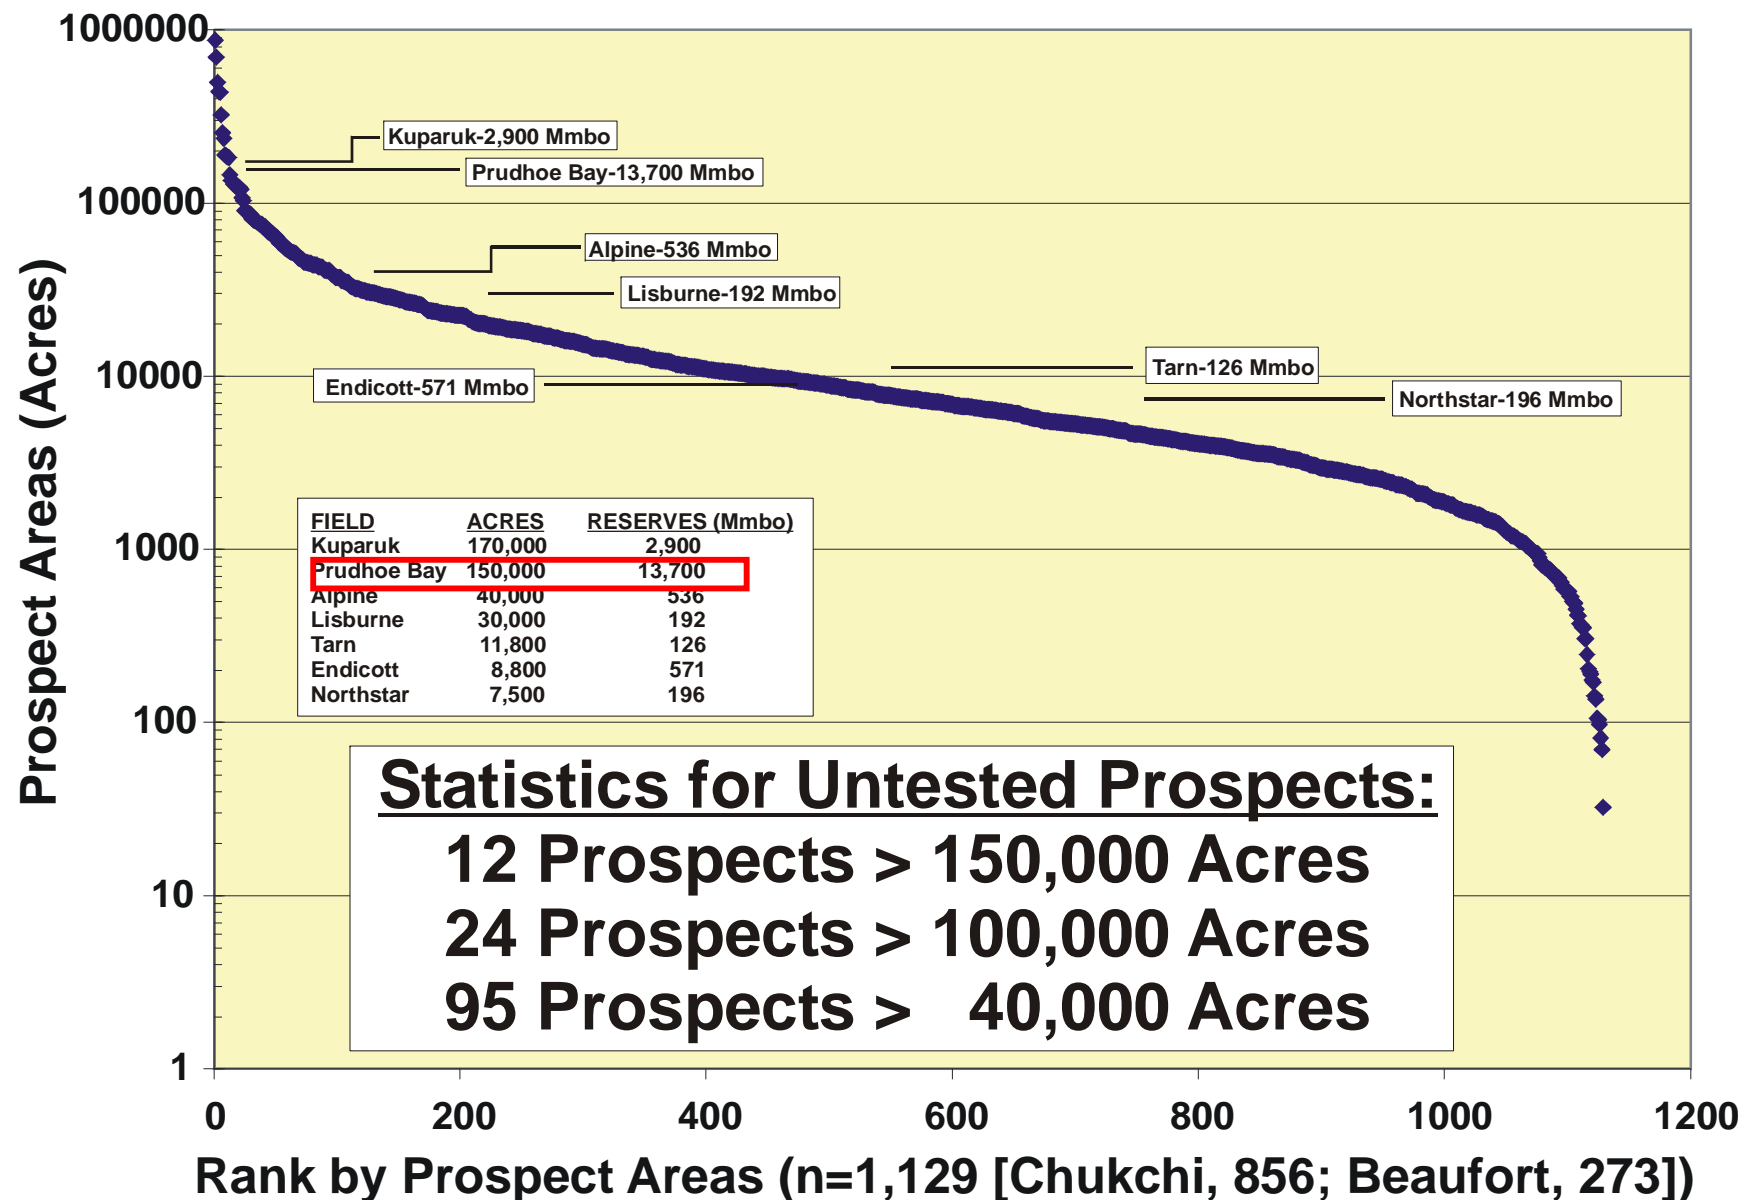 1000000
100000
10000
1000
100
10
1
Prospect Areas (Acres)
Kuparuk-2,900 Mmbo
Prudhoe Bay-13,700 Mmbo
Alpine-536 Mmbo
Lisburne-192 Mmbo
Tarn-126 Mmbo
Endicott-571 Mmbo
Northstar-196 Mmbo
FIELD ACRES RESERVES (Mmbo)
Kuparuk 170,000 2,900
Prudhoe Bay 150,000 13,700
Alpine 40,000 536
Lisburne 30,000 192
Tarn 11,800 126
Endicott 8,800 571
Northstar 7,500 196
Statistics for Untested Prospects:
12 Prospects > 150,000 Acres
24 Prospects > 100,000 Acres
95 Prospects > 40,000 Acres
0 200 400 600 800 1000 1200
Rank by Prospect Areas (n=1,129 [Chukchi, 856; Beaufort, 273])